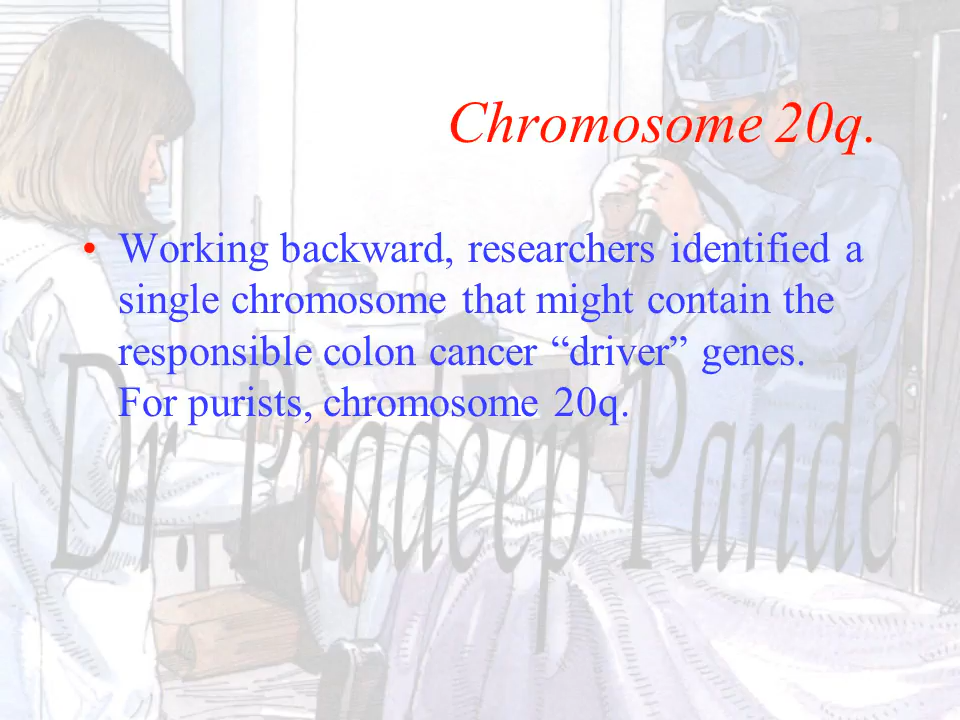 Chromosome 20q.
• Working backward, researchers identified a
single chromosome that might contain the
responsible colon cancer “driver” genes.
For purists, chromosome 20q.
Dr. Pradeep Pande